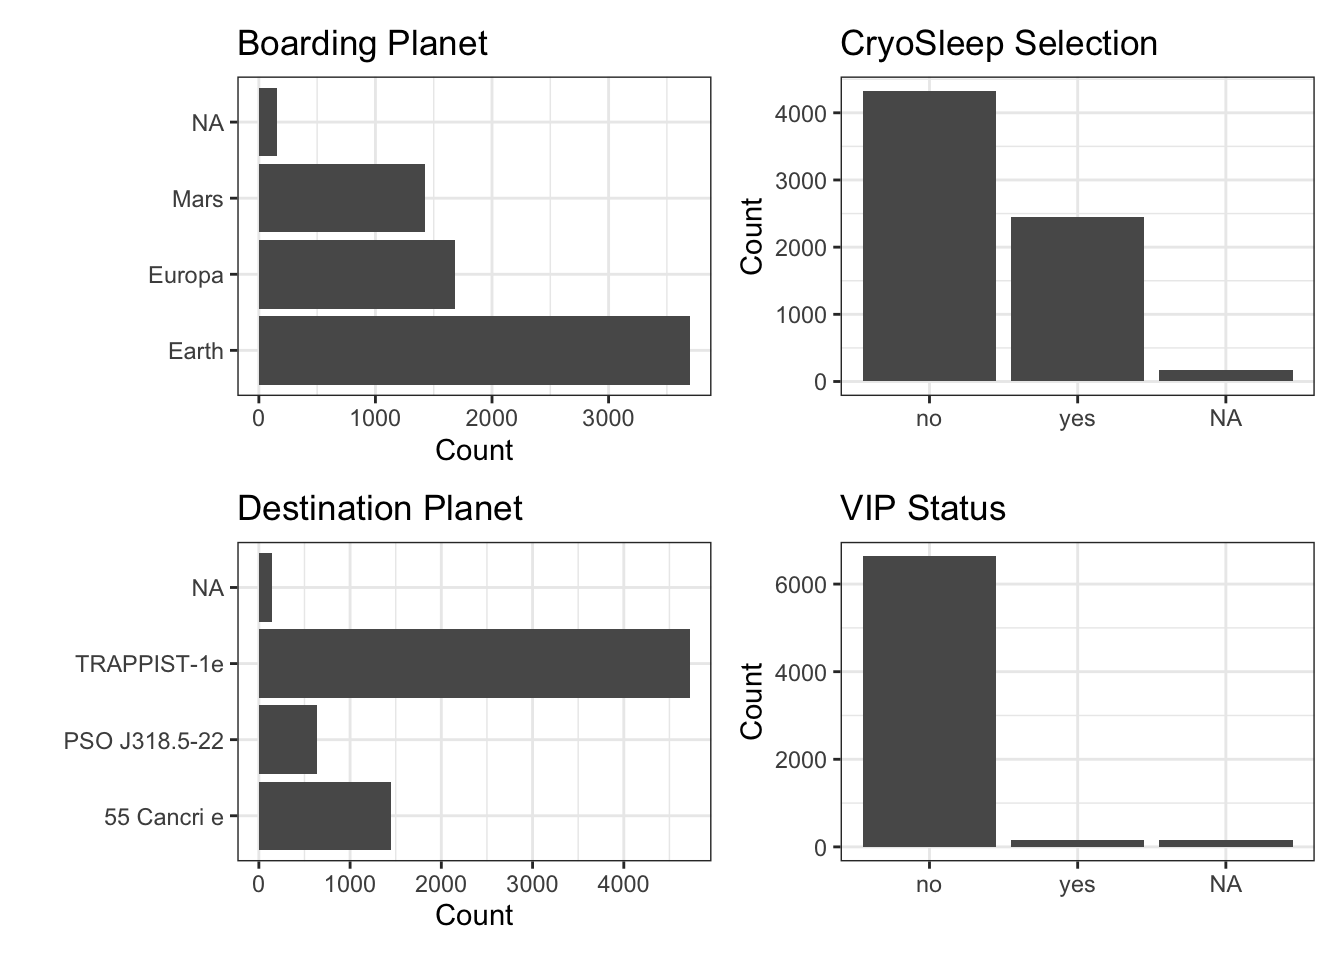 Boarding Planet
NA
Mars
Europa
Earth
0 1000 2000 3000
Count
CryoSleep Selection
Count
4000
3000
2000
1000
0
no yes NA
Destination Planet
NA
TRAPPIST-1e
PSO J318.5-22
55 Cancri e
0 1000 2000 3000 4000
Count
VIP Status
Count
6000
4000
2000
0
no yes NA